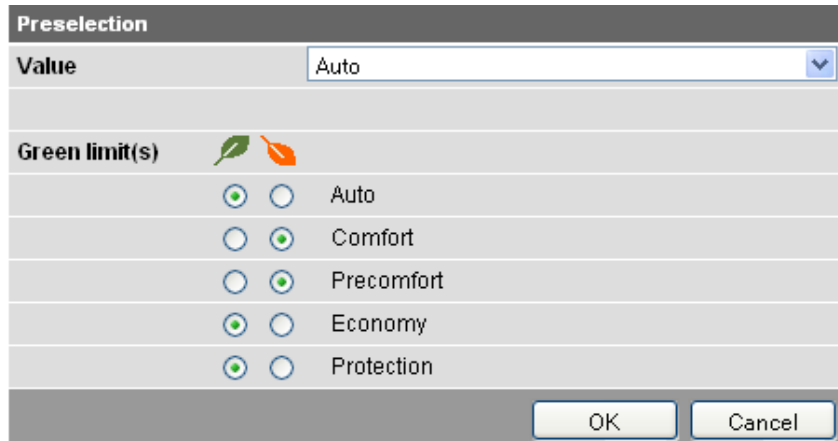 Preselection
Value Auto
Green limit(s)
Auto
Comfort
Precomfort
Economy
Protection
OK Cancel